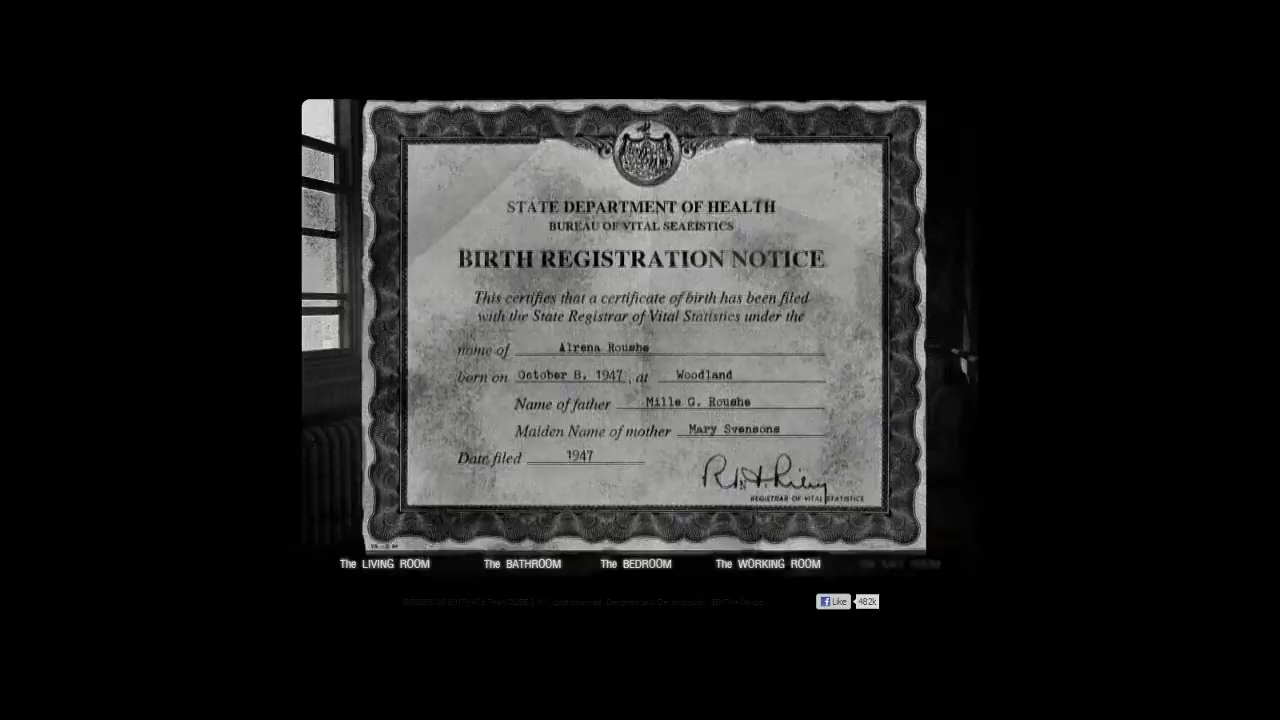 STATE DEPARTMENT OF HEALTH
BUREAU OF VITAL SEAEISTICS
BIRTH REGISTRATION NOTICE
This certifies that a certificate of birth has been filed
with the State Registrar of Vital Statistics under the
name of Alrena Roushe
born on October 8, 1947, at Woodland
Name of father Mille G. Roushe
Maiden Name of mother Mary Svensons
Date filed 1947
REGISTRAR OF VITAL STATISTICS
The LIVING ROOM The BATHROOM The BEDROOM The WORKING ROOM
Like 482k